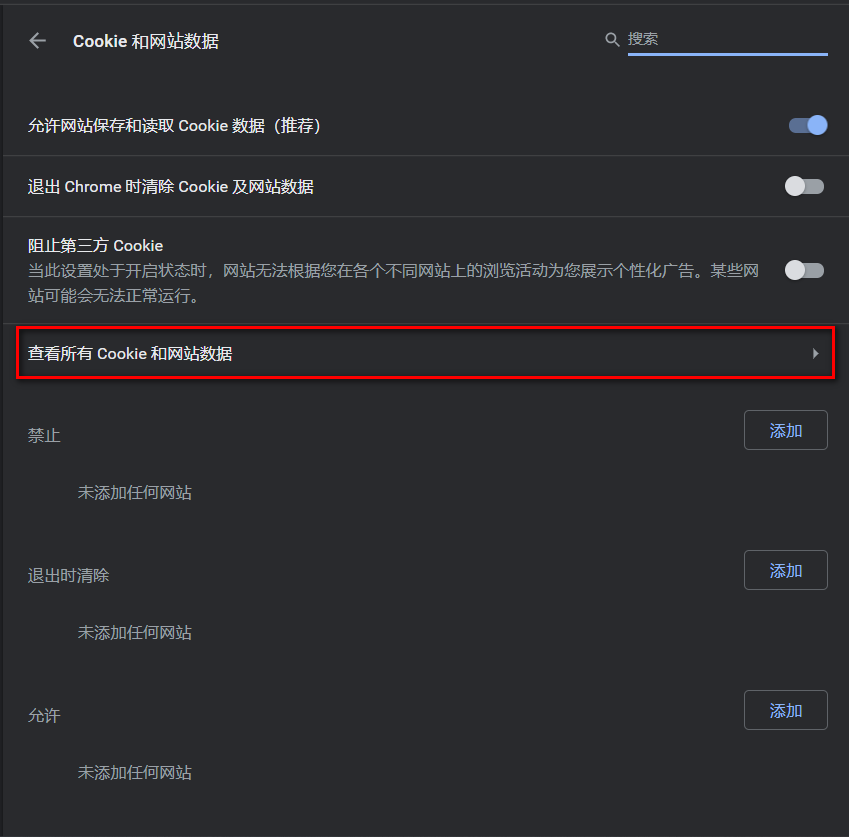 Cookie 和网站数据
搜索
允许网站保存和读取 Cookie 数据（推荐）
退出 Chrome 时清除 Cookie 及网站数据
阻止第三方 Cookie
当此设置处于开启状态时，网站无法根据您在各个不同网站上的浏览活动为您展示个性化广告。某些网
站可能会无法正常运行。
查看所有 Cookie 和网站数据
禁止
添加
未添加任何网站
退出时清除
添加
未添加任何网站
允许
添加
未添加任何网站